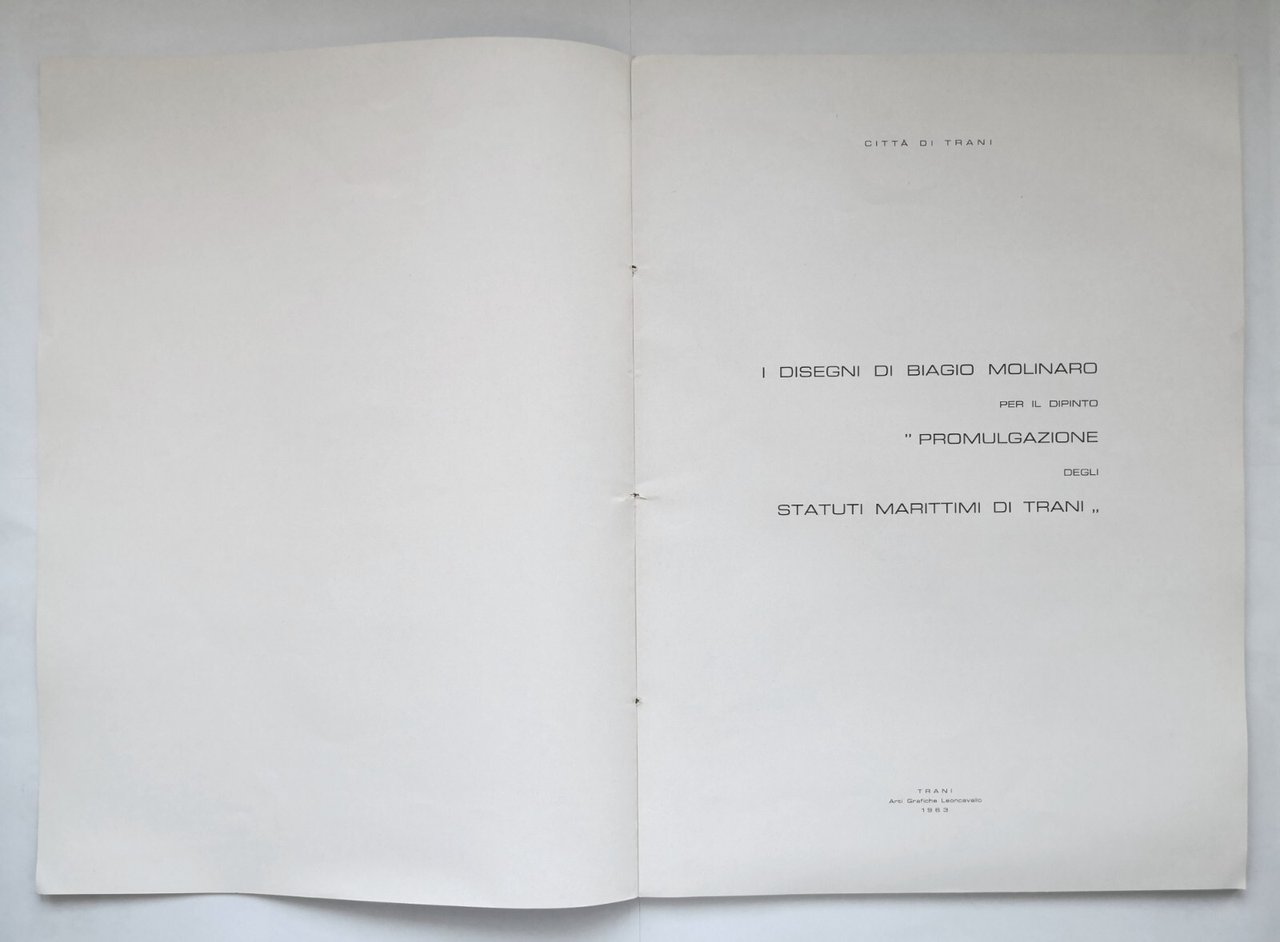 CITTÀ DI TRANI
I DISEGNI DI BIAGIO MOLINARO
PER IL DIPINTO
” PROMULGAZIONE
DEGLI
STATUTI MARITTIMI DI TRANI „
TRANI
Arti Grafiche Leoncavallo
1963